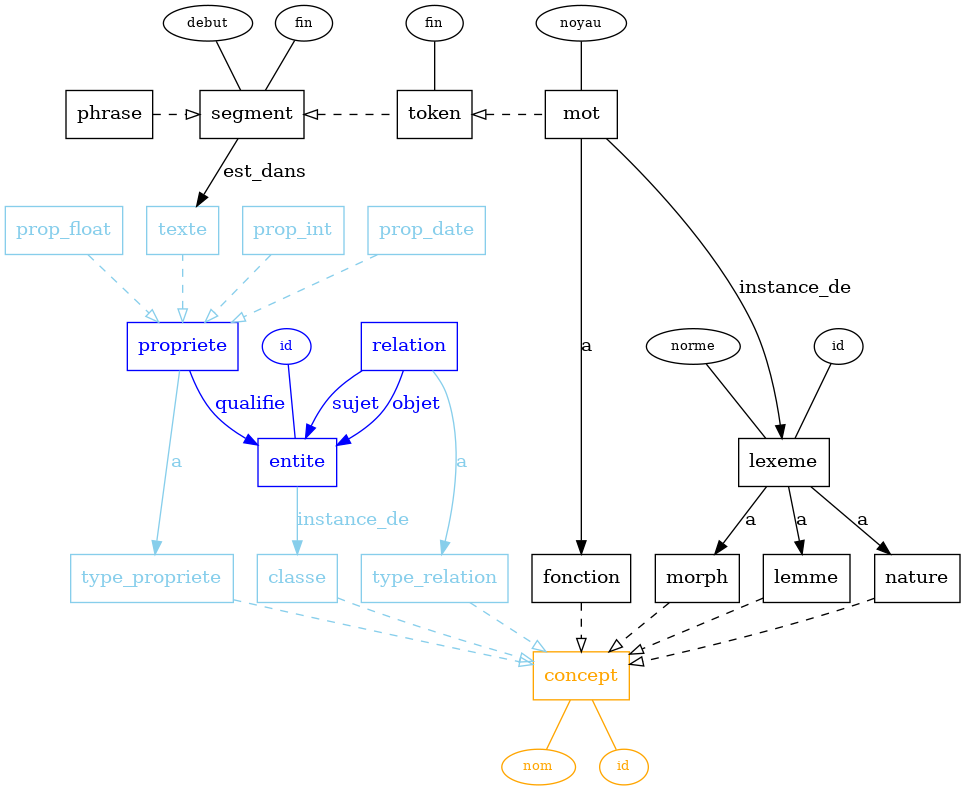 debut
fin
fin
noyau
phrase
segment
token
mot
est_dans
prop_float
texte
prop_int
prop_date
instance_de
propriete
id
relation
a
norme
id
qualifie
sujet
objet
a
entite
a
lexeme
instance_de
a
a
a
type_propriete
classe
type_relation
fonction
morph
lemme
nature
concept
nom
id